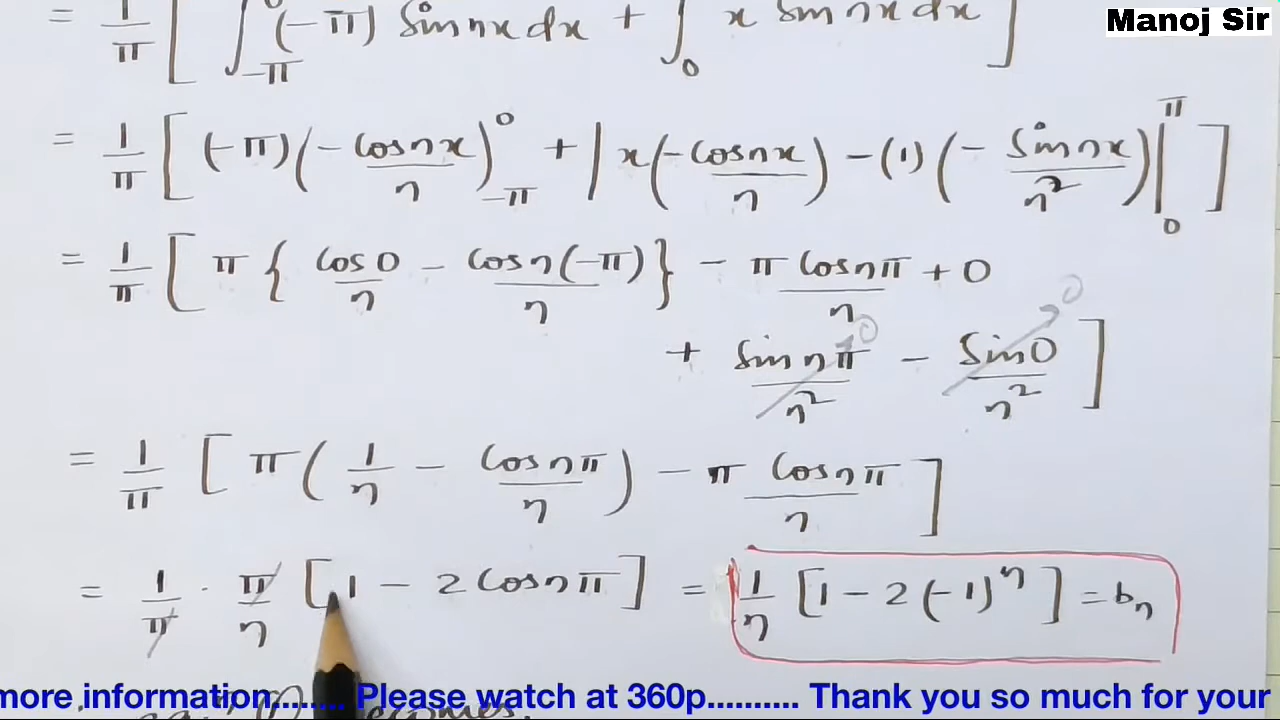 Manoj Sir
= 1/π [ ∫_{-π}^{0} (-π) sin nx dx + ∫_{0} x sin nx dx ]
= 1/π [ (-π)(-cos nx/n)_{-π}^{0} + | x(-cos nx/n) - (1)(-sin nx/n²) |_{0}^{π} ]
= 1/π [ π { cos 0/n - cos n(-π)/n } - π cos nπ/n + 0
+ sin nπ/n² 0 - sin 0/n² 0 ]
= 1/π [ π ( 1/n - cos nπ/n ) - π cos nπ/n ]
= 1/π · π/n [ 1 - 2 cos nπ ] = 1/n [ 1 - 2 (-1)^n ] = b_n
more information........ Please watch at 360p.......... Thank you so much for your